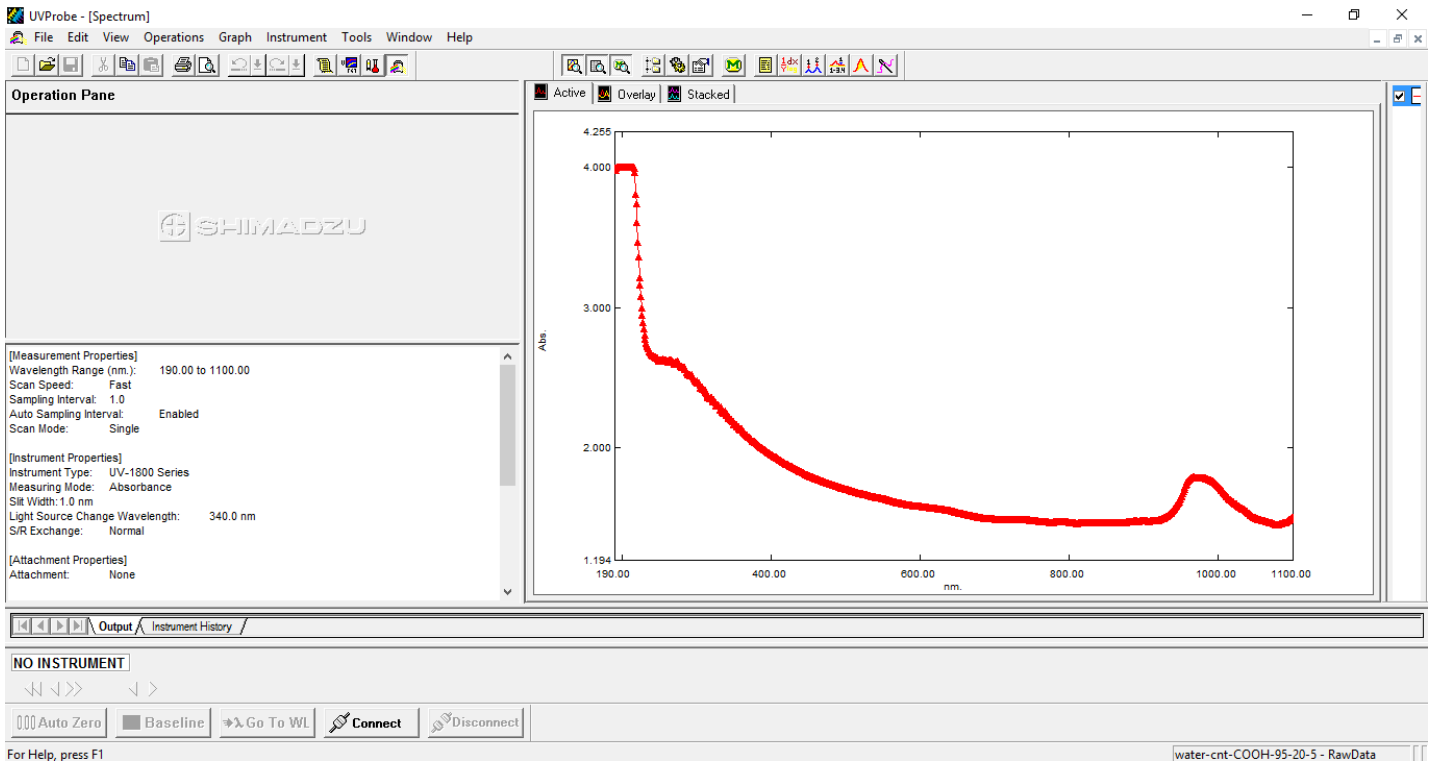 UVProbe - [Spectrum]
File Edit View Operations Graph Instrument Tools Window Help
Operation Pane
SHIMADZU
[Measurement Properties]
Wavelength Range (nm.): 190.00 to 1100.00
Scan Speed: Fast
Sampling Interval: 1.0
Auto Sampling Interval: Enabled
Scan Mode: Single
[Instrument Properties]
Instrument Type: UV-1800 Series
Measuring Mode: Absorbance
Slit Width: 1.0 nm
Light Source Change Wavelength: 340.0 nm
S/R Exchange: Normal
[Attachment Properties]
Attachment: None
Active Overlay Stacked
4.255
4.000
3.000
Abs.
2.000
1.194
190.00 400.00 600.00 800.00 1000.00 1100.00
nm.
Output Instrument History
NO INSTRUMENT
Auto Zero Baseline Go To WL Connect Disconnect
For Help, press F1 water-cnt-COOH-95-20-5 - RawData